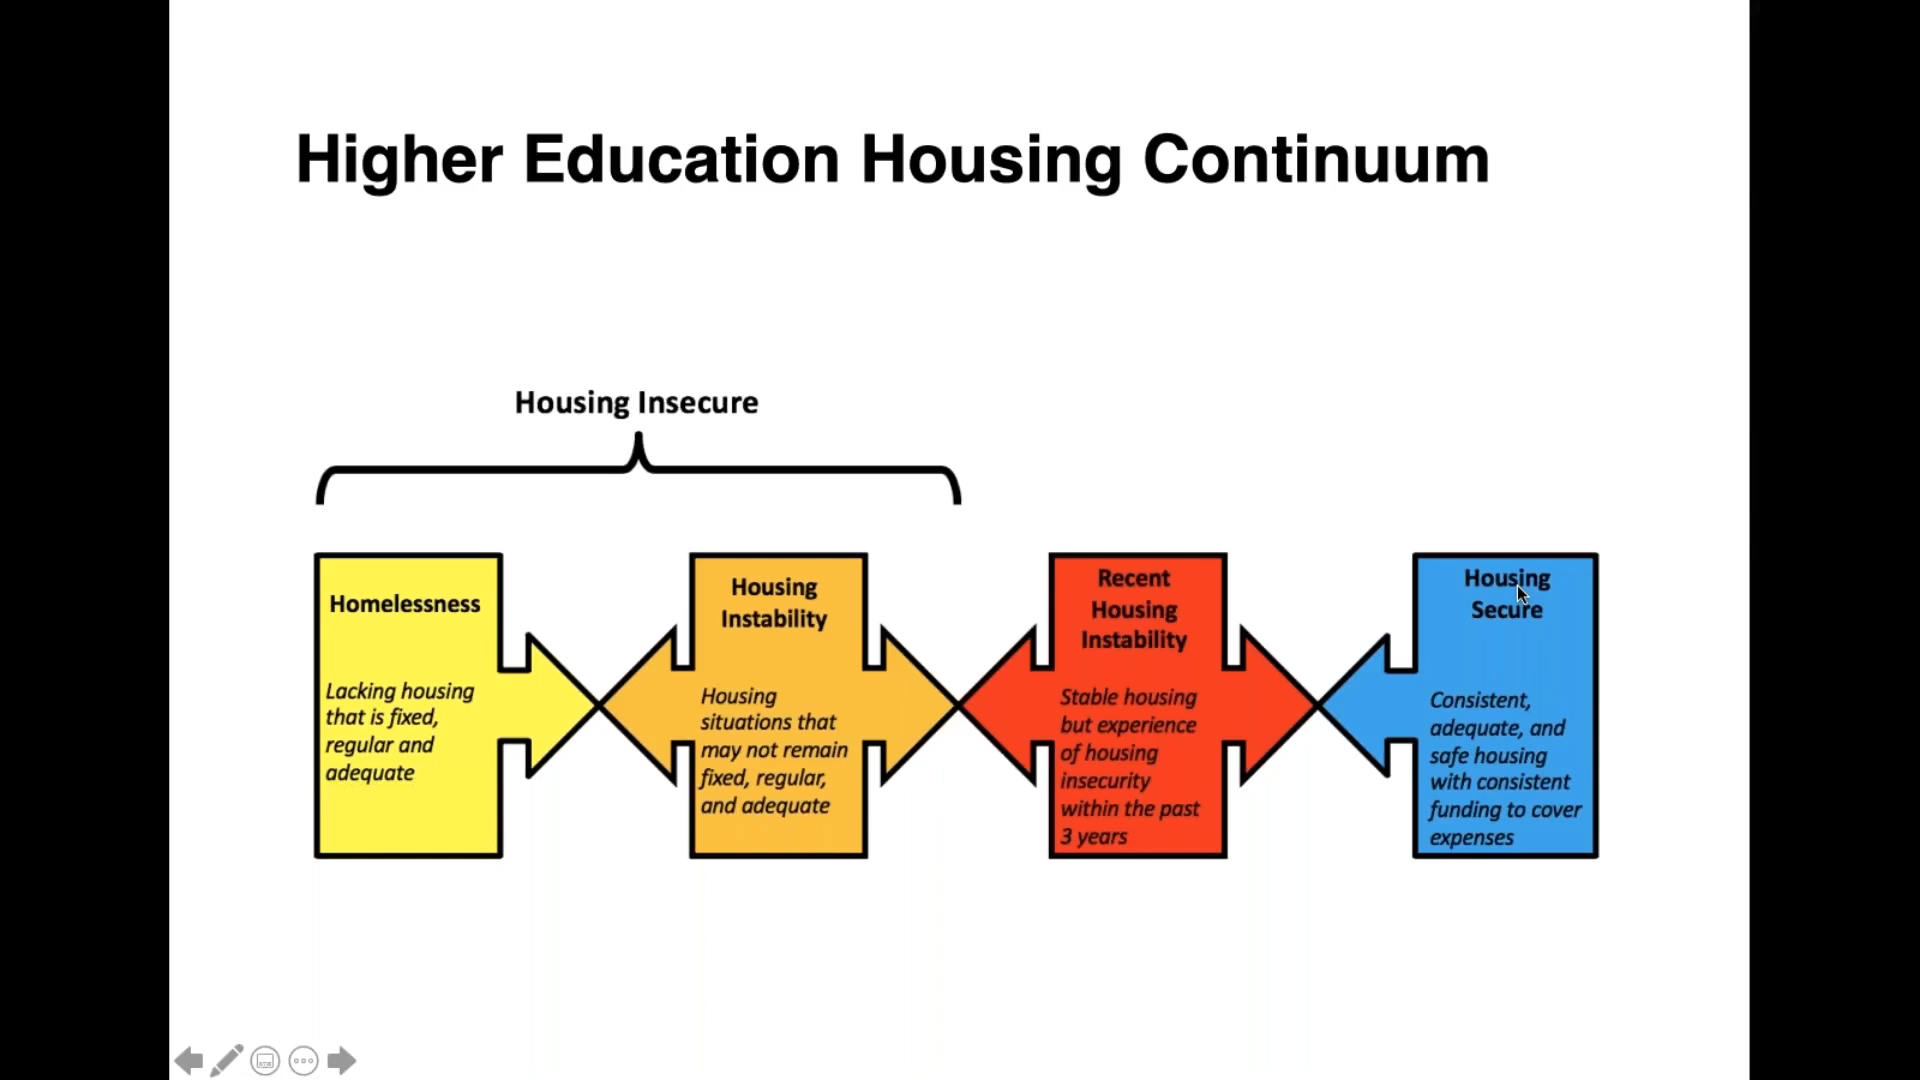 Higher Education Housing Continuum
Housing Insecure
Homelessness
Lacking housing
that is fixed,
regular and
adequate
Housing
Instability
Housing
situations that
may not remain
fixed, regular,
and adequate
Recent
Housing
Instability
Stable housing
but experience
of housing
insecurity
within the past
3 years
Housing
Secure
Consistent,
adequate, and
safe housing
with consistent
funding to cover
expenses